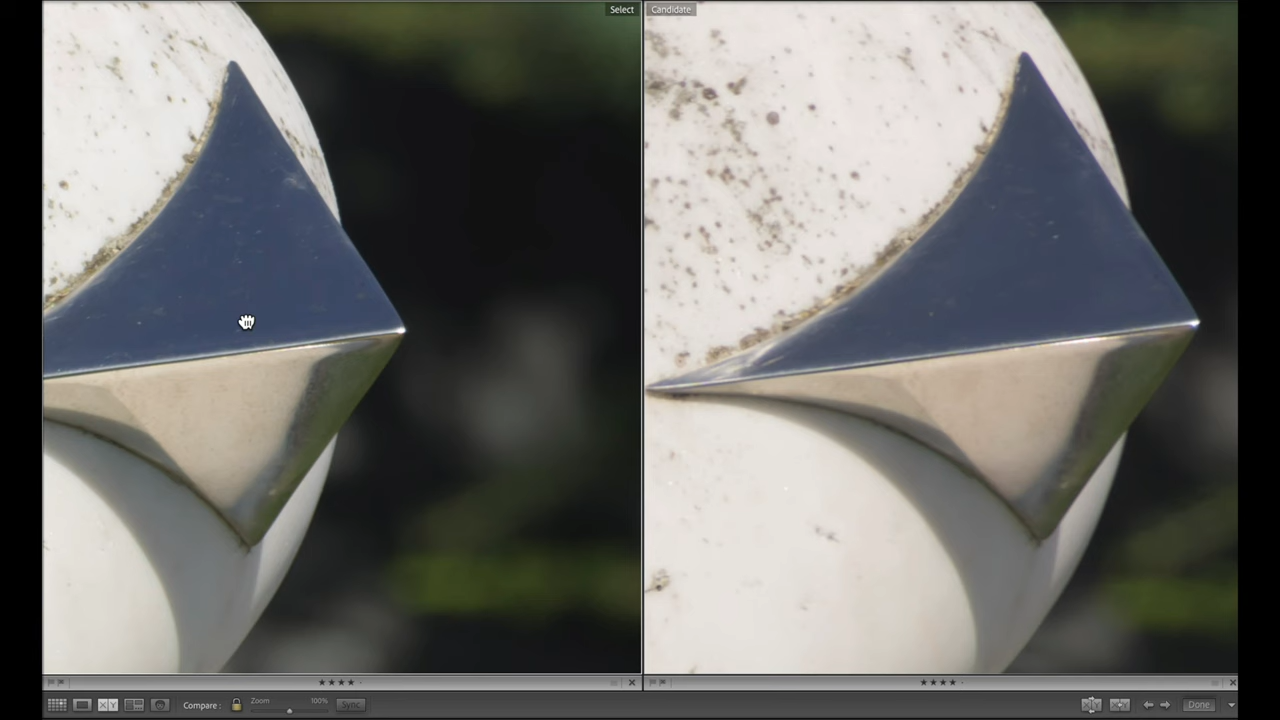 Select
Candidate
★★★★ ·
★★★★ ·
X Y
Compare :
Zoom
100%
Sync
Done